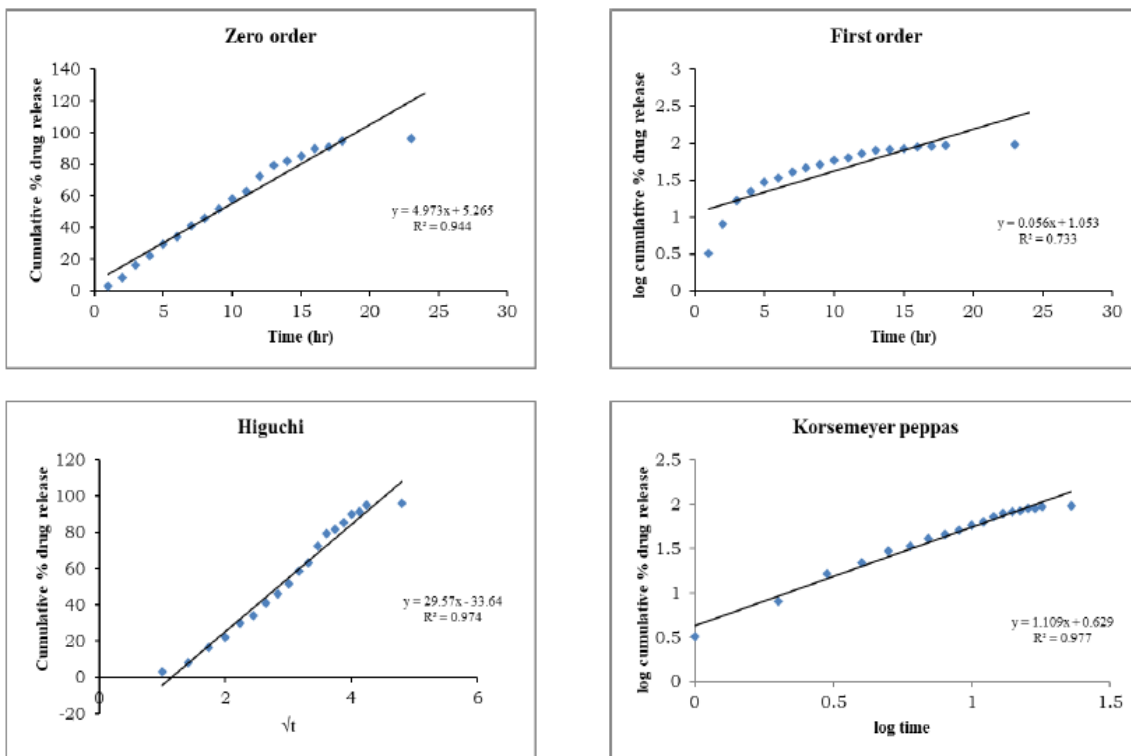 Zero order
Cumulative % drug release
140
120
100
80
60
40
20
0
0 5 10 15 20 25 30
Time (hr)
y = 4.973x + 5.265
R² = 0.944
First order
log cumulative % drug release
3
2.5
2
1.5
1
0.5
0
0 5 10 15 20 25 30
Time (hr)
y = 0.056x + 1.053
R² = 0.733
Higuchi
Cumulative % drug release
120
100
80
60
40
20
0
-20
0 2 4 6
√t
y = 29.57x - 33.64
R² = 0.974
Korsemeyer peppas
log cumulative % drug release
2.5
2
1.5
1
0.5
0
0 0.5 1 1.5
log time
y = 1.109x + 0.629
R² = 0.977